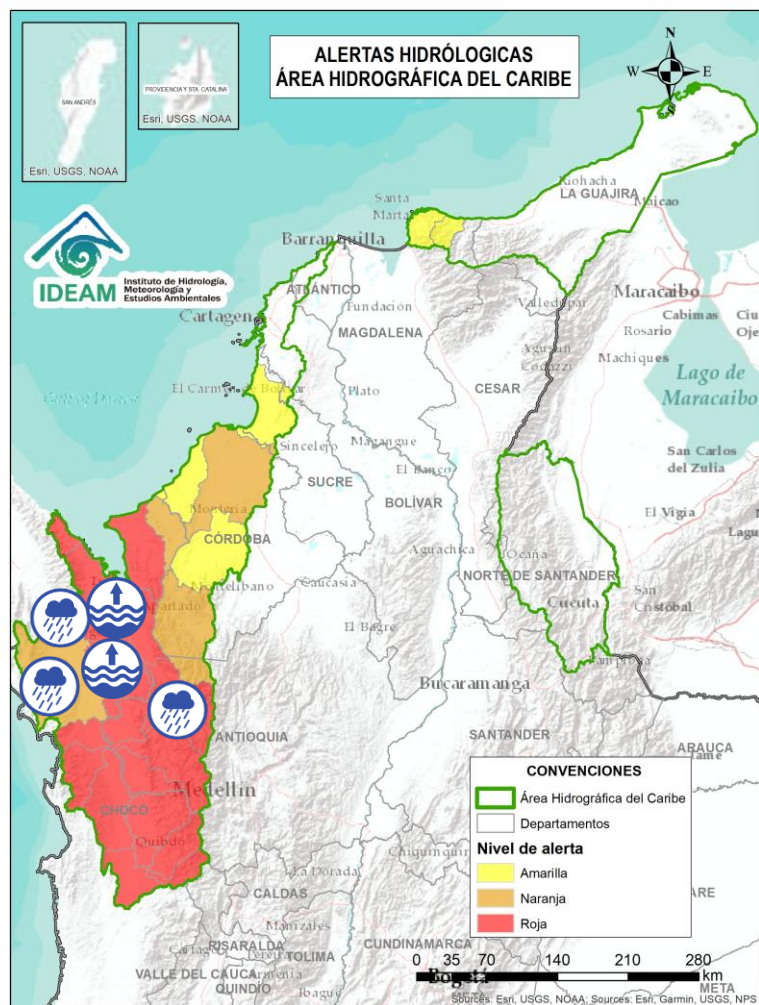 ALERTAS HIDRÓLOGICAS
ÁREA HIDROGRÁFICA DEL CARIBE
N
W
E
S
SAN ANDRÉS
Esri, USGS, NOAA
PROVIDENCIA Y STA. CATALINA
Esri, USGS, NOAA
IDEAM
Instituto de Hidrología,
Meteorología y
Estudios Ambientales
Riohacha
LA GUAJIRA
Maicao
Santa
Marta
Barranquilla
ATLÁNTICO
Cartagena
Fundación
MAGDALENA
Valledupar
Maracaibo
Cabimas
Rosario
Machiques
Agustín
Codazzi
CESAR
Lago de
Maracaibo
El Carmen de Bolívar
Plato
Sincelejo
Magangué
SUCRE
El Banco
BOLÍVAR
San Carlos
del Zulia
El Vigía
Montería
CÓRDOBA
Aguachica
Ocaña
NORTE DE SANTANDER
Montelíbano
Caucasia
Cúcuta
San
Cristóbal
Apartadó
El Bagre
Pamplona
Bucaramanga
ANTIOQUIA
SANTANDER
ARAUCA
Medellín
CHOCÓ
Quibdó
La Dorada
CALDAS
Manizales
RISARALDA
Pereira
TOLIMA
CUNDINAMARCA
VALLE DEL CAUCA
Armenia
QUINDÍO
Ibagué
Bogotá
META
CONVENCIONES
Área Hidrográfica del Caribe
Departamentos
Nivel de alerta
Amarilla
Naranja
Roja
0 35 70 140 210 280
km
Sources: Esri, USGS, NOAA; Sources: Esri, Garmin, USGS, NPS